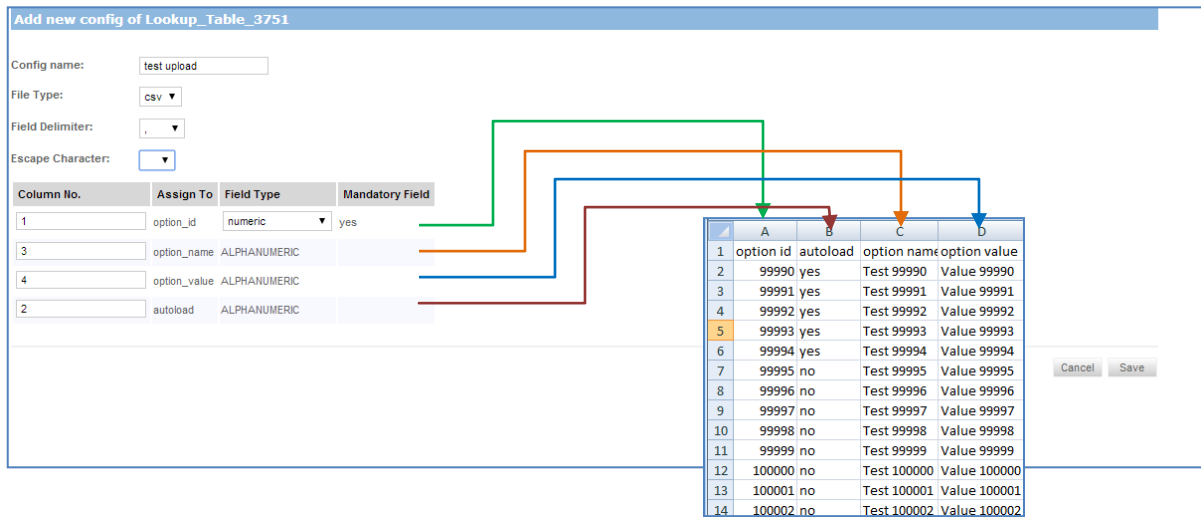 Add new config of Lookup_Table_3751
Config name: test upload
File Type: csv
Field Delimiter: ,
Escape Character:
Column No. Assign To Field Type Mandatory Field
1 option_id numeric yes
3 option_name ALPHANUMERIC
4 option_value ALPHANUMERIC
2 autoload ALPHANUMERIC
Cancel Save
A B C D
1 option id autoload option name option value
2 99990 yes Test 99990 Value 99990
3 99991 yes Test 99991 Value 99991
4 99992 yes Test 99992 Value 99992
5 99993 yes Test 99993 Value 99993
6 99994 yes Test 99994 Value 99994
7 99995 no Test 99995 Value 99995
8 99996 no Test 99996 Value 99996
9 99997 no Test 99997 Value 99997
10 99998 no Test 99998 Value 99998
11 99999 no Test 99999 Value 99999
12 100000 no Test 100000 Value 100000
13 100001 no Test 100001 Value 100001
14 100002 no Test 100002 Value 100002